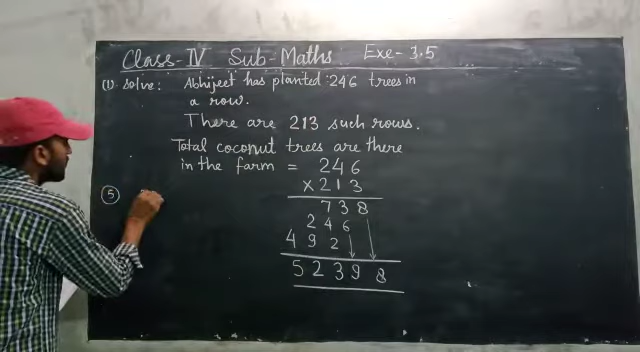 Class-IV Sub-Maths Exe-3.5
(1) Solve: Abhijeet has planted 246 trees in
a row.
There are 213 such rows.
Total coconut trees are there
in the farm = 246
×213
738
246
492
52398
5